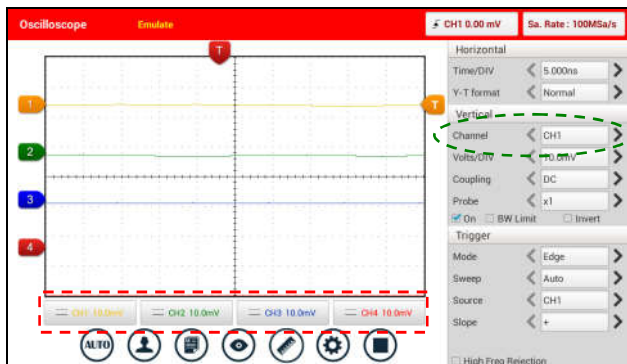 Oscilloscope Emulate CH1 0.00 mV Sa. Rate : 100MSa/s
T
Horizontal
Time/DIV 5.000ns
Y-T format Normal
Vertical
Channel CH1
Volts/DIV 10.0mV
Coupling DC
Probe x1
On BW Limit Invert
Trigger
Mode Edge
Sweep Auto
Source CH1
Slope +
High Freq Rejection
1
T
2
3
4
CH1 10.0mV CH2 10.0mV CH3 10.0mV CH4 10.0mV
AUTO